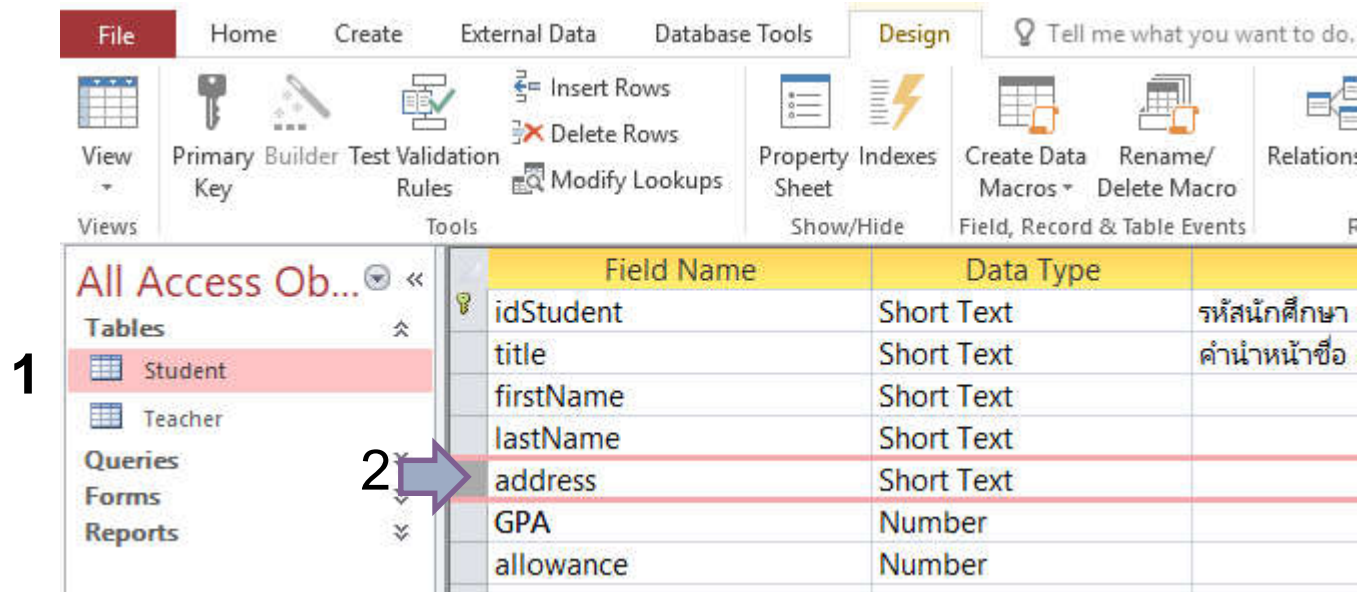 File Home Create External Data Database Tools Design Tell me what you want to do.
View Primary Key Builder Test Validation Rules Insert Rows Delete Rows Modify Lookups Property Sheet Indexes Create Data Macros Rename/ Delete Macro Relations
Views Tools Show/Hide Field, Record & Table Events R
All Access Ob... «
Tables
1 Student
Teacher
Queries
Forms
Reports
2
Field Name Data Type
idStudent Short Text รหัสนักศึกษา
title Short Text คำนำหน้าชื่อ
firstName Short Text
lastName Short Text
address Short Text
GPA Number
allowance Number